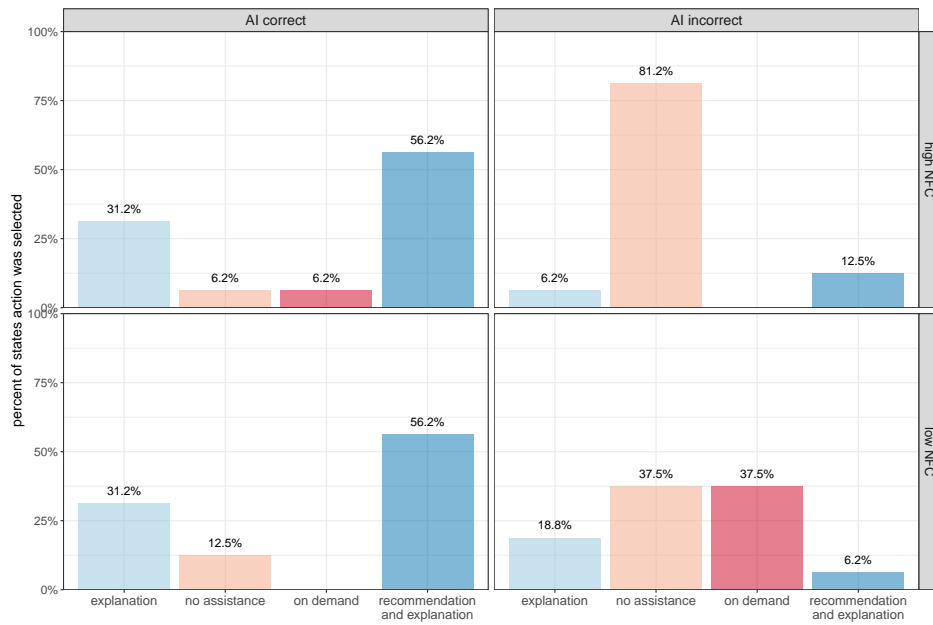 AI correct
AI incorrect
100%
75%
50%
25%
0%
31.2%
6.2%
6.2%
56.2%
6.2%
81.2%
12.5%
high NFC
percent of states action was selected
100%
75%
50%
25%
0%
31.2%
12.5%
56.2%
18.8%
37.5%
37.5%
6.2%
low NFC
explanation
no assistance
on demand
recommendation
and explanation
explanation
no assistance
on demand
recommendation
and explanation